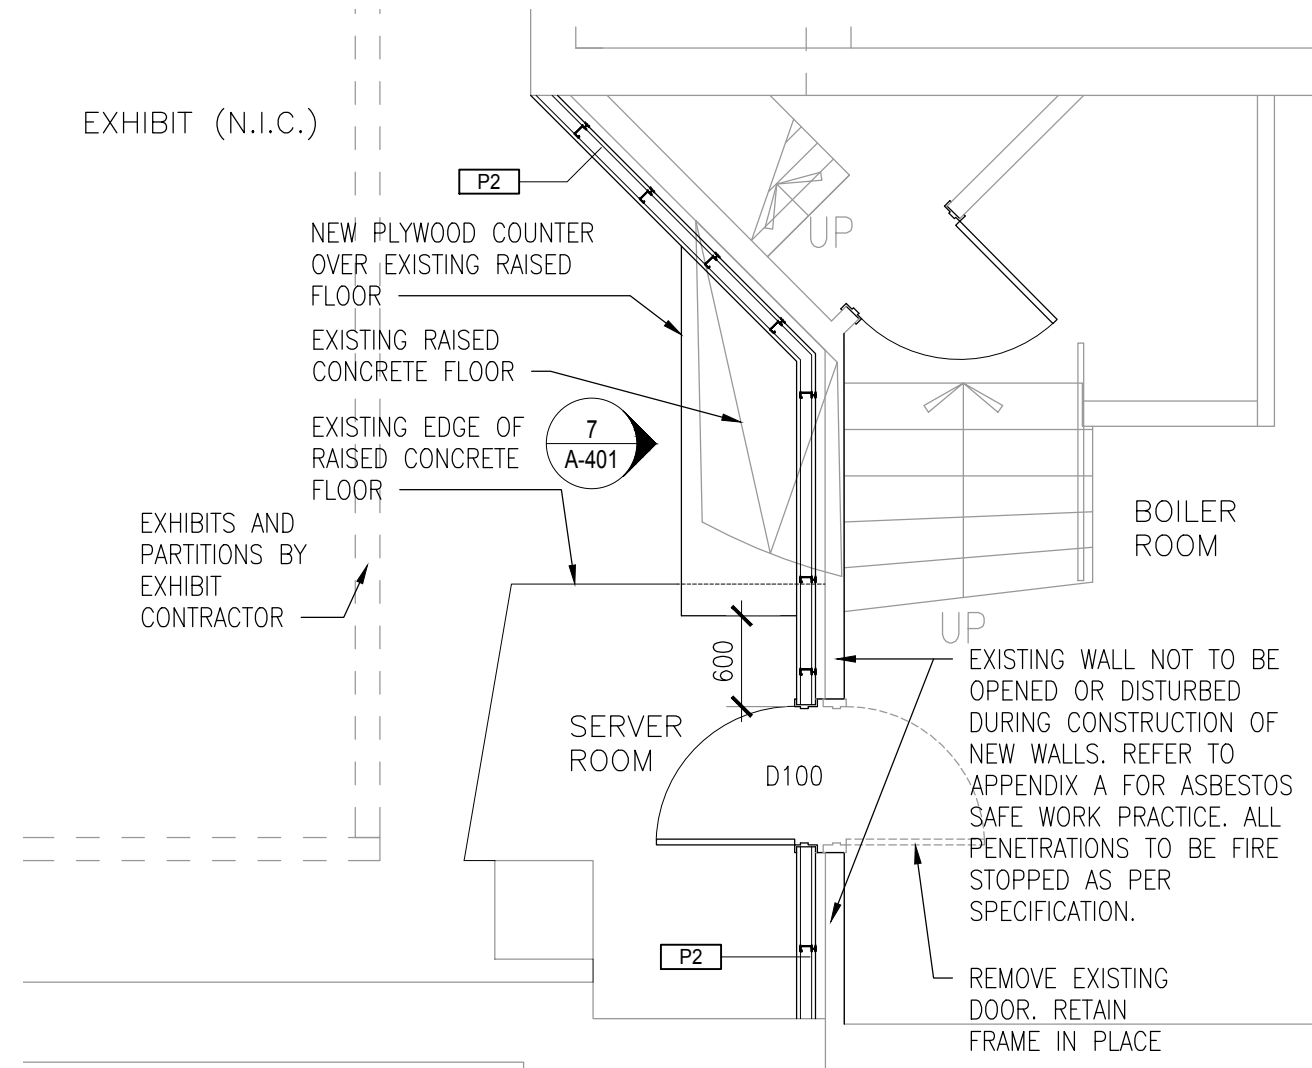 EXHIBIT (N.I.C.)
P2
UP
NEW PLYWOOD COUNTER
OVER EXISTING RAISED
FLOOR
EXISTING RAISED
CONCRETE FLOOR
EXISTING EDGE OF
RAISED CONCRETE
FLOOR
7
A-401
EXHIBITS AND
PARTITIONS BY
EXHIBIT
CONTRACTOR
BOILER
ROOM
UP
600
SERVER
ROOM
D100
EXISTING WALL NOT TO BE
OPENED OR DISTURBED
DURING CONSTRUCTION OF
NEW WALLS. REFER TO
APPENDIX A FOR ASBESTOS
SAFE WORK PRACTICE. ALL
PENETRATIONS TO BE FIRE
STOPPED AS PER
SPECIFICATION.
P2
REMOVE EXISTING
DOOR. RETAIN
FRAME IN PLACE